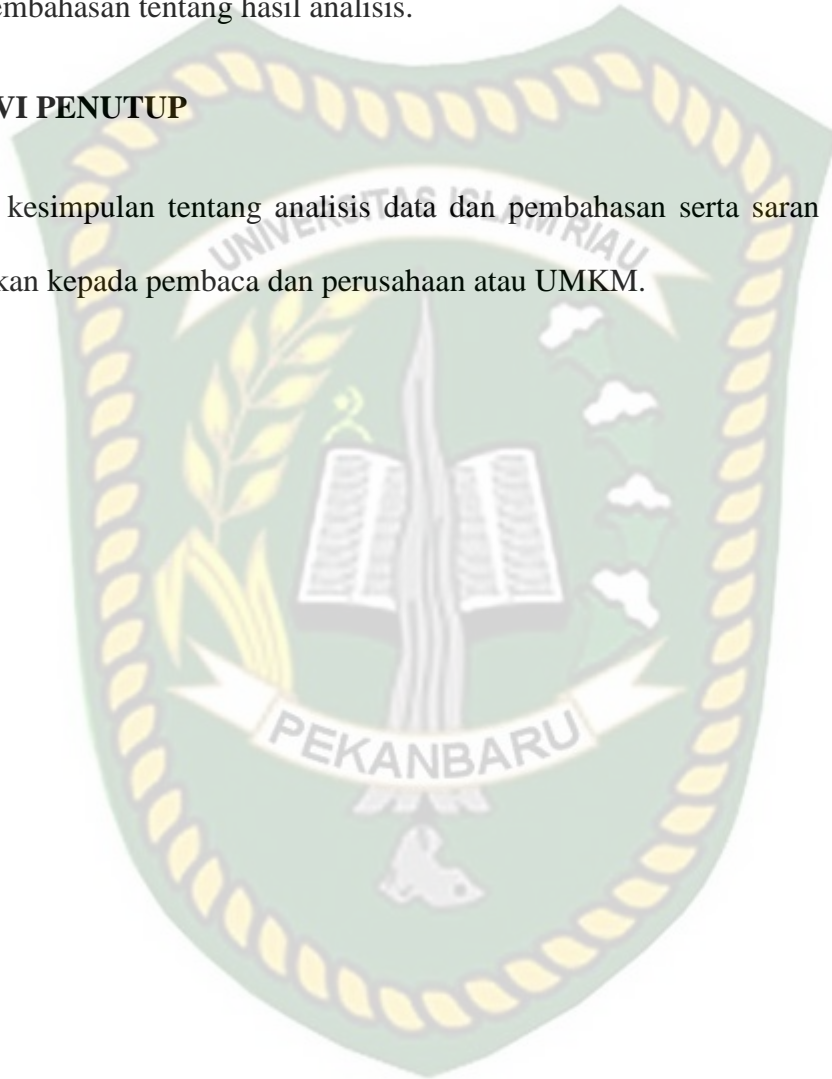 embahasan tentang hasil analisis.
VI PENUTUP
kesimpulan tentang analisis data dan pembahasan serta saran
kan kepada pembaca dan perusahaan atau UMKM.
UNIVERSITAS ISLAM RIAU
PEKANBARU